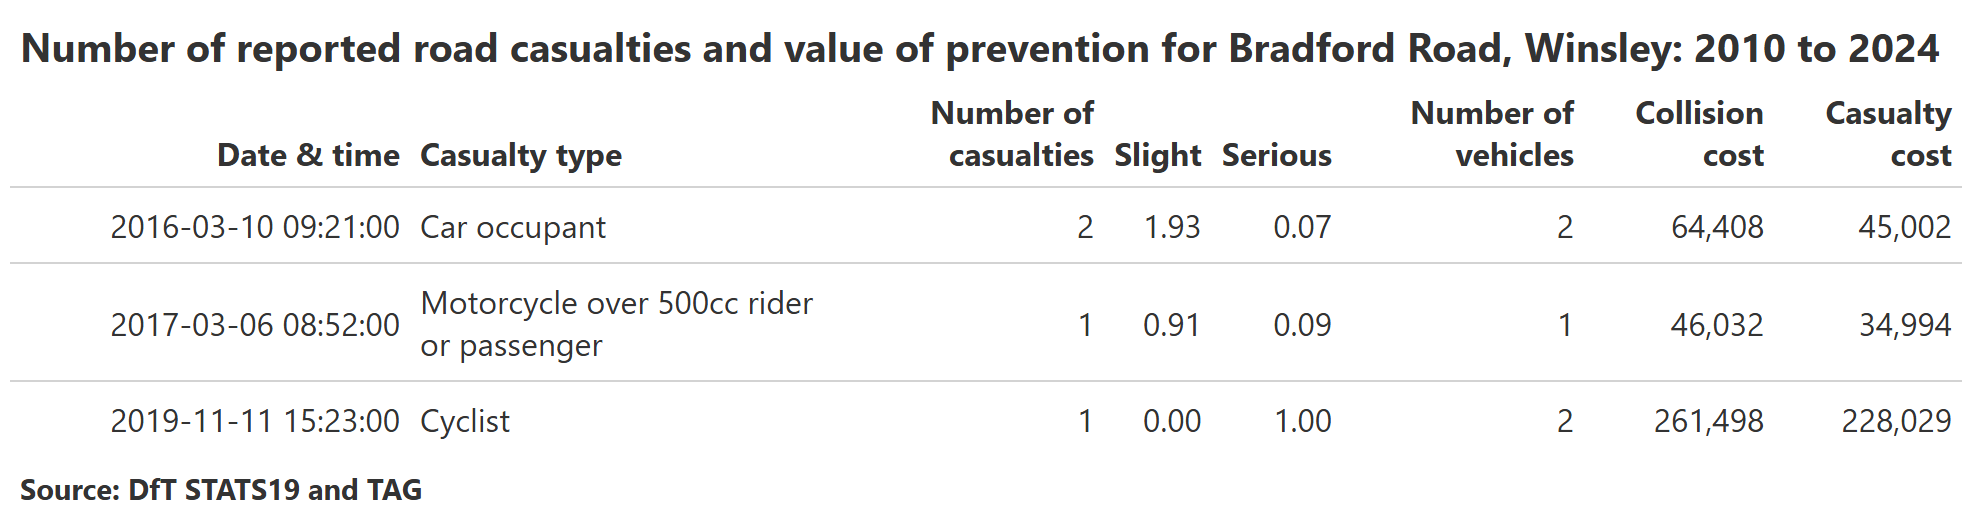 Number of reported road casualties and value of prevention for Bradford Road, Winsley: 2010 to 2024
Date & time Casualty type Number of casualties Slight Serious Number of vehicles Collision cost Casualty cost
2016-03-10 09:21:00 Car occupant 2 1.93 0.07 2 64,408 45,002
2017-03-06 08:52:00 Motorcycle over 500cc rider or passenger 1 0.91 0.09 1 46,032 34,994
2019-11-11 15:23:00 Cyclist 1 0.00 1.00 2 261,498 228,029
Source: DfT STATS19 and TAG